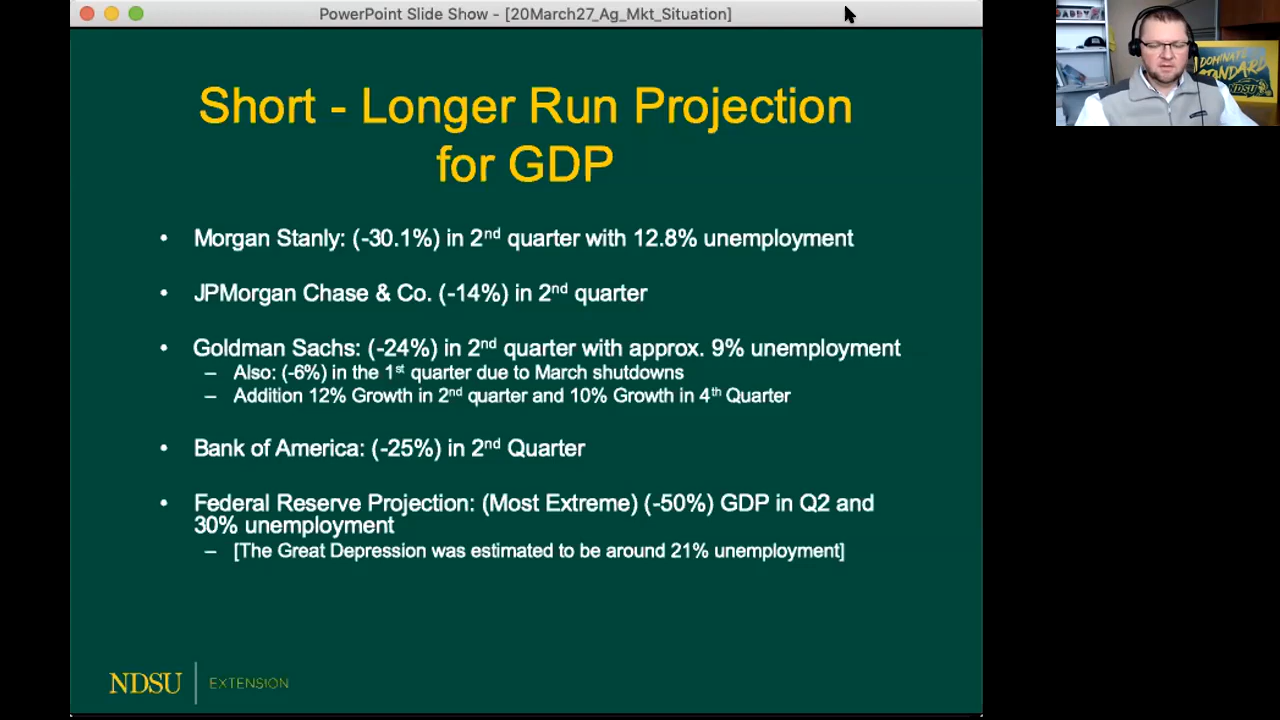 PowerPoint Slide Show - [20March27_Ag_Mkt_Situation]
Short - Longer Run Projection
for GDP
• Morgan Stanly: (-30.1%) in 2nd quarter with 12.8% unemployment
• JPMorgan Chase & Co. (-14%) in 2nd quarter
• Goldman Sachs: (-24%) in 2nd quarter with approx. 9% unemployment
– Also: (-6%) in the 1st quarter due to March shutdowns
– Addition 12% Growth in 2nd quarter and 10% Growth in 4th Quarter
• Bank of America: (-25%) in 2nd Quarter
• Federal Reserve Projection: (Most Extreme) (-50%) GDP in Q2 and
30% unemployment
– [The Great Depression was estimated to be around 21% unemployment]
NDSU EXTENSION
DADDY
DOMINATE
STANDARD
NDSU